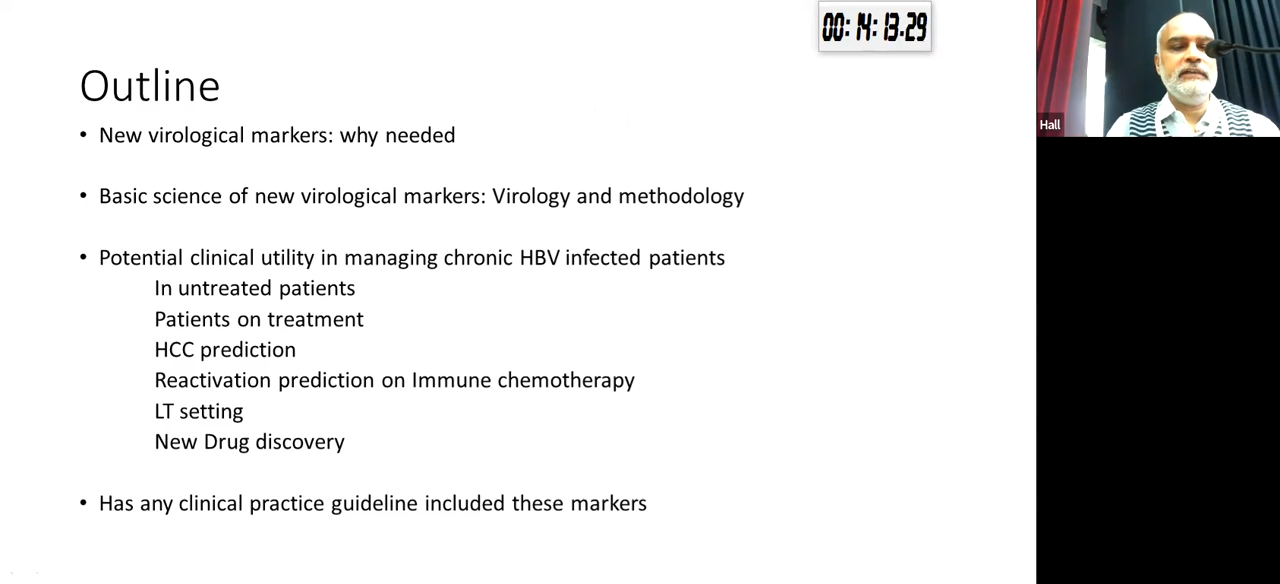 00: 14: 13.29
Outline
• New virological markers: why needed
• Basic science of new virological markers: Virology and methodology
• Potential clinical utility in managing chronic HBV infected patients
In untreated patients
Patients on treatment
HCC prediction
Reactivation prediction on Immune chemotherapy
LT setting
New Drug discovery
• Has any clinical practice guideline included these markers
Hall